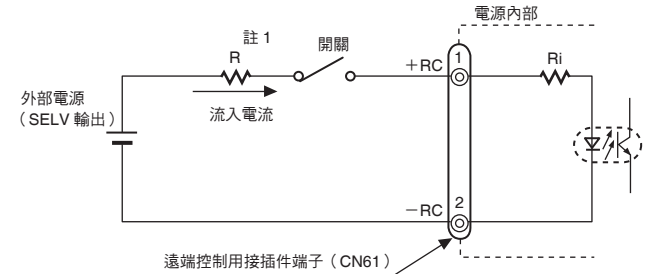 電源內部
註 1
開關
R
＋RC
1
Ri
外部電源
（SELV 輸出）
流入電流
－RC
2
遠端控制用接插件端子（CN61）